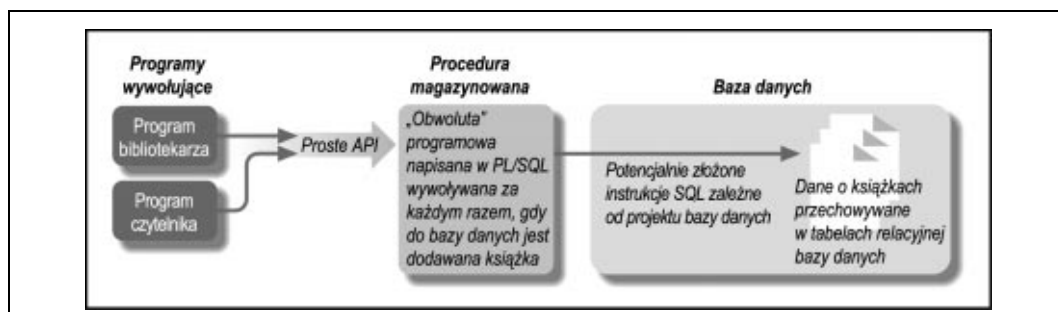 Programy
wywołujące
Program
bibliotekarza
Program
czytelnika
Proste API
Procedura
magazynowana
„Obwoluta”
programowa
napisana w PL/SQL
wywoływana za
każdym razem, gdy
do bazy danych jest
dodawana książka
Baza danych
Potencjalnie złożone
instrukcje SQL zależne
od projektu bazy danych
Dane o książkach
przechowywane
w tabelach relacyjnej
bazy danych